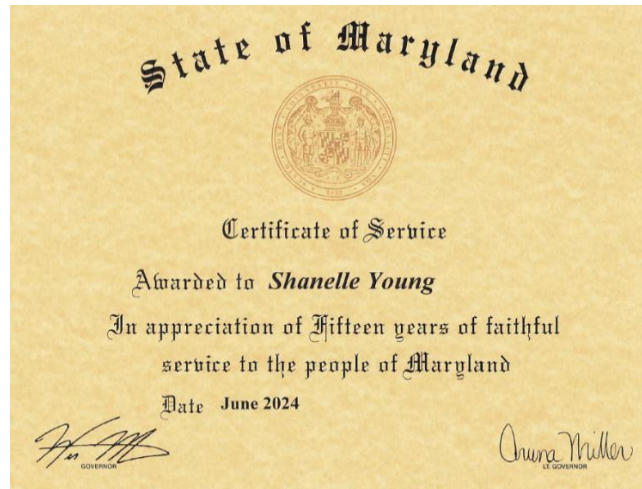 State of Maryland
Certificate of Service
Awarded to Shanelle Young
In appreciation of Fifteen years of faithful
service to the people of Maryland
Date June 2024
Aruna Miller
GOVERNOR
LT. GOVERNOR